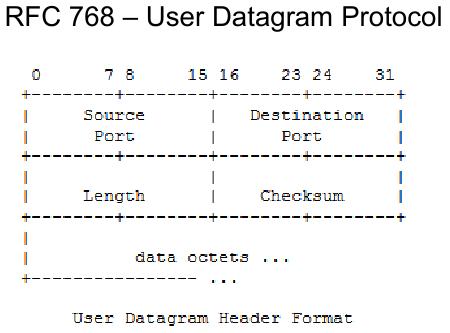 RFC 768 – User Datagram Protocol
0 7 8 15 16 23 24 31
Source Destination
Port Port
Length Checksum
data octets ...
...
User Datagram Header Format